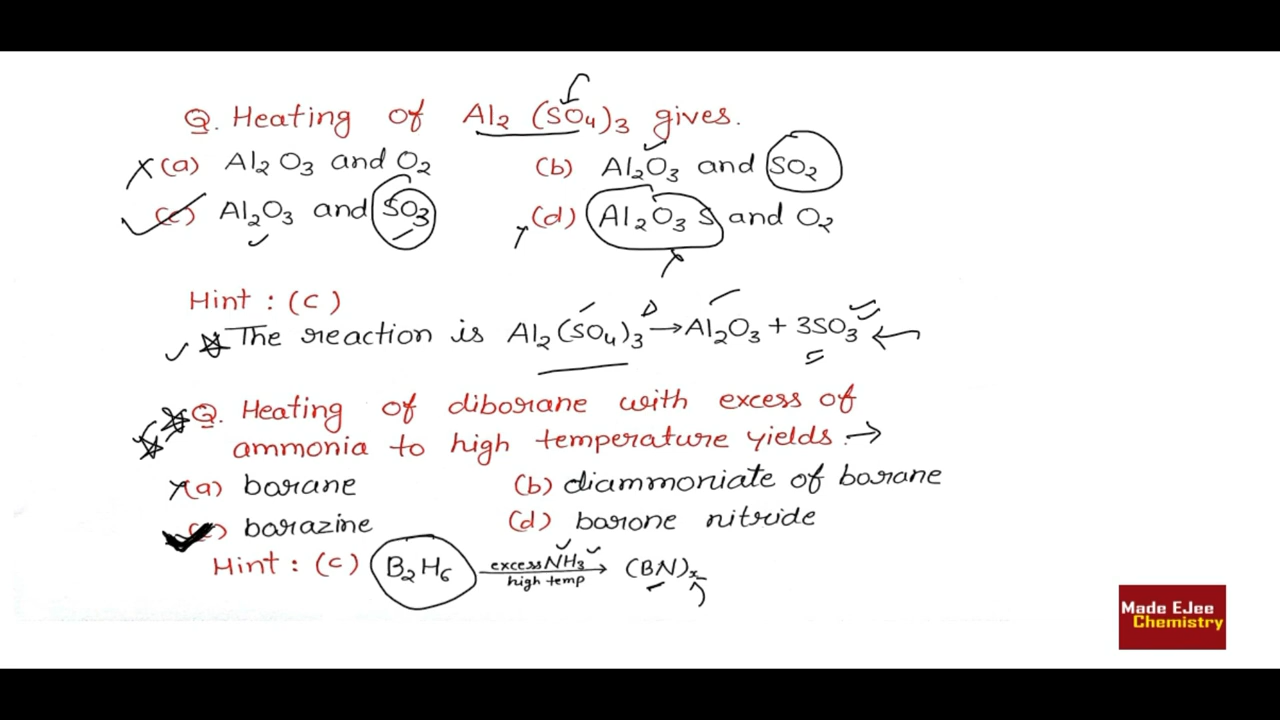 Q. Heating of Al₂ (SO₄)₃ gives.
(a) Al₂ O₃ and O₂ (b) Al₂O₃ and SO₂
(c) Al₂O₃ and SO₃ (d) Al₂O₃ S and O₂
Hint : (c)
The reaction is Al₂ (SO₄)₃ →^Δ Al₂O₃ + 3SO₃
Q. Heating of diborane with excess of
ammonia to high temperature yields. →
(a) borane (b) diammoniate of borane
(c) borazine (d) borone nitride
Hint : (c) B₂H₆ excess NH₃ → (BN)ₓ
high temp
Made EJee
Chemistry